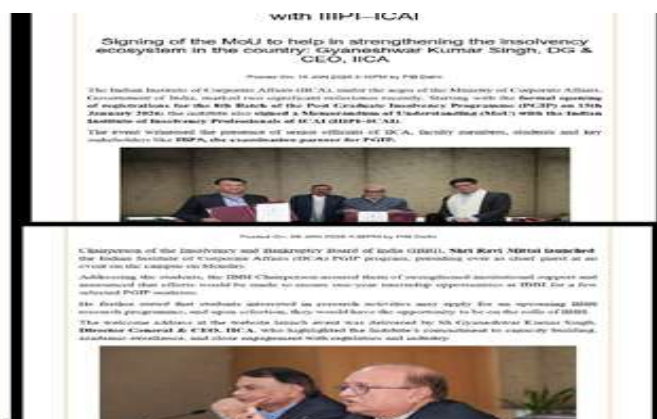 with IIIPI-ICAI
Signing of the MoU to help in strengthening the Insolvency
ecosystem in the country: Gyaneshwar Kumar Singh, DG &
CEO, IICA
Posted On: 2026 by PIB Delhi
The Indian Institute of Corporate Affairs (IICA), under the aegis of the Ministry of Corporate Affairs,
Government of India, marked two significant milestones recently. Starting with the formal opening
of registrations for the 8th Batch of the Post Graduate Insolvency Programme (PGIP) on 15th
January 2026, the institute also signed a Memorandum of Understanding (MoU) with the Indian
Institute of Insolvency Professionals of ICAI (IIIPI-ICAI).
The event witnessed the presence of senior officials of IICA, faculty members, students and key
stakeholders like IBPA, the examination partner for PGIP.
Posted On: JAN 2026 by PIB Delhi
Chairperson of the Insolvency and Bankruptcy Board of India (IBBI), Shri Ravi Mittal launched
the Indian Institute of Corporate Affairs (IICA) PGIP program, presiding over as chief guest at an
event on the campus on Monday.
Addressing the students, the IBBI Chairperson assured them of strengthened institutional support and
announced that efforts would be made to ensure one-year internship opportunities at IBBI for a few
selected PGIP students.
He further stated that students interested in research activities may apply for an upcoming IBBI
research programme, and upon selection, they would have the opportunity to be on the rolls of IBBI.
The welcome address at the website launch event was delivered by Sh Gyaneshwar Kumar Singh,
Director General & CEO, IICA, who highlighted the Institute's commitment to capacity building,
academic excellence, and close engagement with regulators and industry.